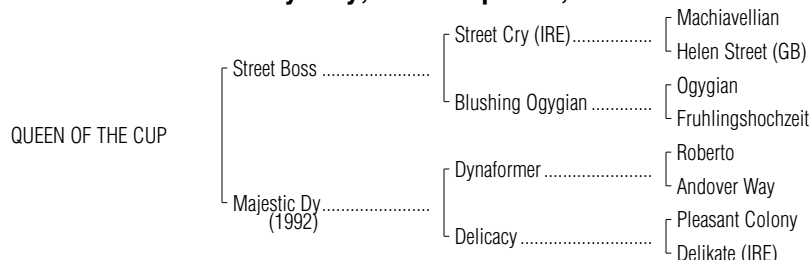 Machiavellian
Street Cry (IRE)
Helen Street (GB)
Street Boss
Ogygian
Blushing Ogygian
Fruhlingshochzeit
QUEEN OF THE CUP
Roberto
Dynaformer
Andover Way
Majestic Dy
(1992)
Pleasant Colony
Delicacy
Delikate (IRE)